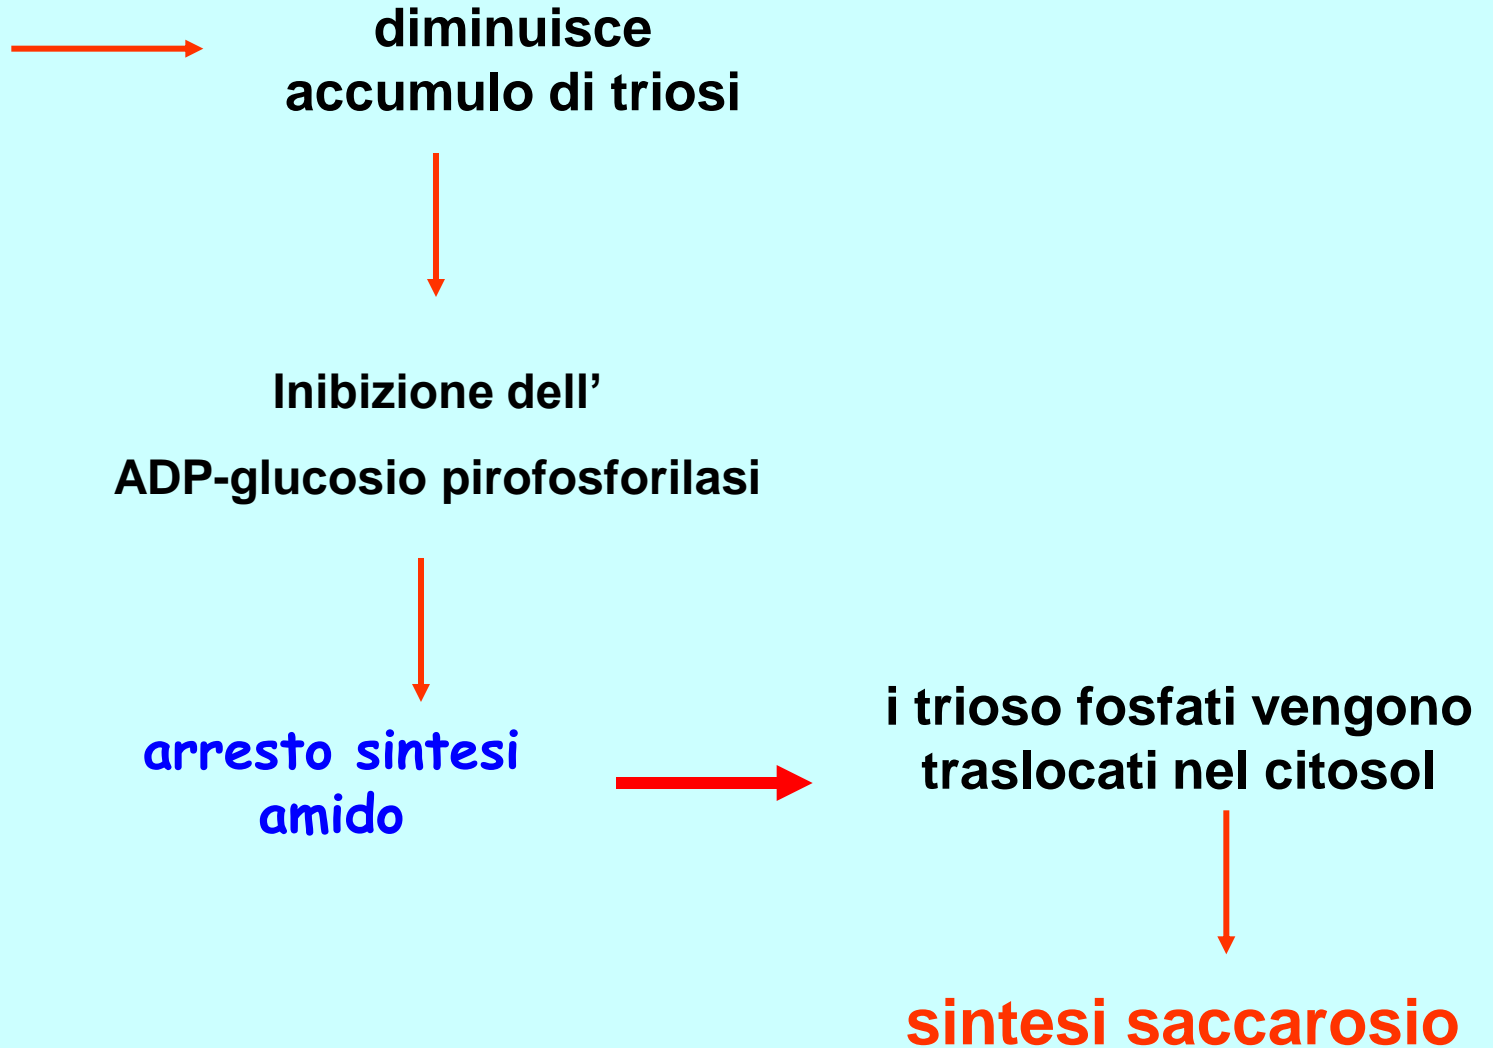 diminuisce
accumulo di triosi
Inibizione dell’
ADP-glucosio pirofosforilasi
arresto sintesi
amido
i trioso fosfati vengono
traslocati nel citosol
sintesi saccarosio